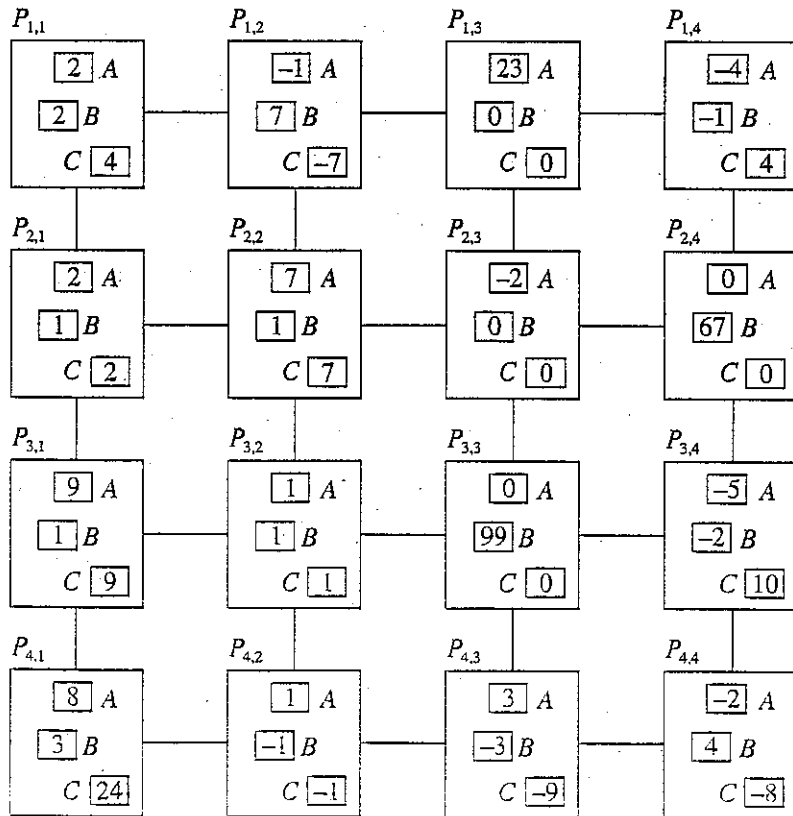 P1,1 P1,2 P1,3 P1,4
2 A -1 A 23 A -4 A
2 B 7 B 0 B -1 B
C 4 C -7 C 0 C 4
P2,1 P2,2 P2,3 P2,4
2 A 7 A -2 A 0 A
1 B 1 B 0 B 67 B
C 2 C 7 C 0 C 0
P3,1 P3,2 P3,3 P3,4
9 A 1 A 0 A -5 A
1 B 1 B 99 B -2 B
C 9 C 1 C 0 C 10
P4,1 P4,2 P4,3 P4,4
8 A 1 A 3 A -2 A
3 B -1 B -3 B 4 B
C 24 C -1 C -9 C -8